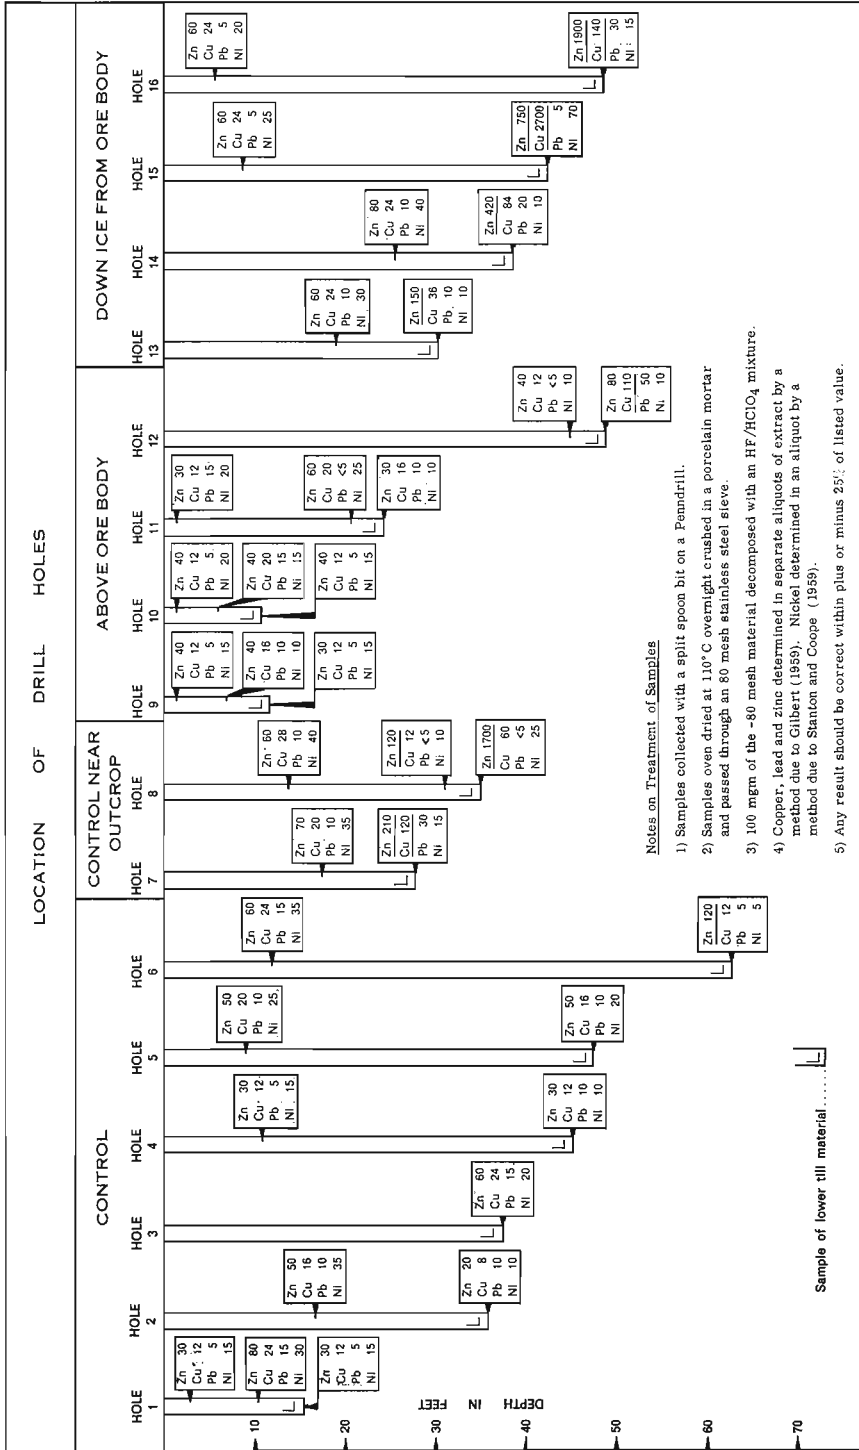 LOCATION OF DRILL HOLES
CONTROL
CONTROL NEAR OUTCROP
ABOVE ORE BODY
DOWN ICE FROM ORE BODY
HOLE 1
HOLE 2
HOLE 3
HOLE 4
HOLE 5
HOLE 6
HOLE 7
HOLE 8
HOLE 9
HOLE 10
HOLE 11
HOLE 12
HOLE 13
HOLE 14
HOLE 15
HOLE 16
DEPTH IN FEET
10
20
30
40
50
60
70
Zn 30
Cu 12
Pb 5
Ni 15
Zn 80
Cu 24
Pb 15
Ni 30
Zn 30
Cu 12
Pb 5
Ni 15
Zn 50
Cu 16
Pb 10
Ni 35
Zn 20
Cu 8
Pb 10
Ni 10
Zn 60
Cu 24
Pb 15
Ni 20
Zn 30
Cu 12
Pb 5
Ni 15
Zn 30
Cu 12
Pb 10
Ni 10
Zn 50
Cu 20
Pb 10
Ni 25
Zn 50
Cu 16
Pb 10
Ni 20
Zn 60
Cu 24
Pb 15
Ni 35
Zn 120
Cu 12
Pb 5
Ni 5
Zn 70
Cu 20
Pb 10
Ni 35
Zn 210
Cu 120
Pb 30
Ni 15
Zn 60
Cu 28
Pb 10
Ni 40
Zn 120
Cu 12
Pb <5
Ni 10
Zn 1700
Cu 60
Pb <5
Ni 25
Zn 40
Cu 12
Pb 5
Ni 15
Zn 40
Cu 16
Pb 10
Ni 10
Zn 30
Cu 12
Pb 5
Ni 15
Zn 40
Cu 12
Pb 5
Ni 20
Zn 40
Cu 20
Pb 15
Ni 15
Zn 40
Cu 12
Pb 5
Ni 15
Zn 30
Cu 12
Pb 15
Ni 20
Zn 60
Cu 20
Pb <5
Ni 25
Zn 30
Cu 16
Pb 10
Ni 10
Zn 40
Cu 12
Pb <5
Ni 10
Zn 80
Cu 110
Pb 50
Ni 10
Zn 60
Cu 24
Pb 10
Ni 30
Zn 150
Cu 36
Pb 10
Ni 10
Zn 80
Cu 24
Pb 10
Ni 40
Zn 420
Cu 84
Pb 20
Ni 10
Zn 60
Cu 24
Pb 5
Ni 25
Zn 750
Cu 2700
Pb 5
Ni 70
Zn 60
Cu 24
Pb 5
Ni 20
Zn 1900
Cu 140
Pb 30
Ni 15
Sample of lower till material
Notes on Treatment of Samples
1) Samples collected with a split spoon bit on a Penndrill.
2) Samples oven dried at 110°C overnight crushed in a porcelain mortar
and passed through an 80 mesh stainless steel sieve.
3) 100 mgm of the -80 mesh material decomposed with an HF/HClO4 mixture.
4) Copper, lead and zinc determined in separate aliquots of extract by a
method due to Gilbert (1959). Nickel determined in an aliquot by a
method due to Stanton and Coope (1959).
5) Any result should be correct within plus or minus 25% of listed value.